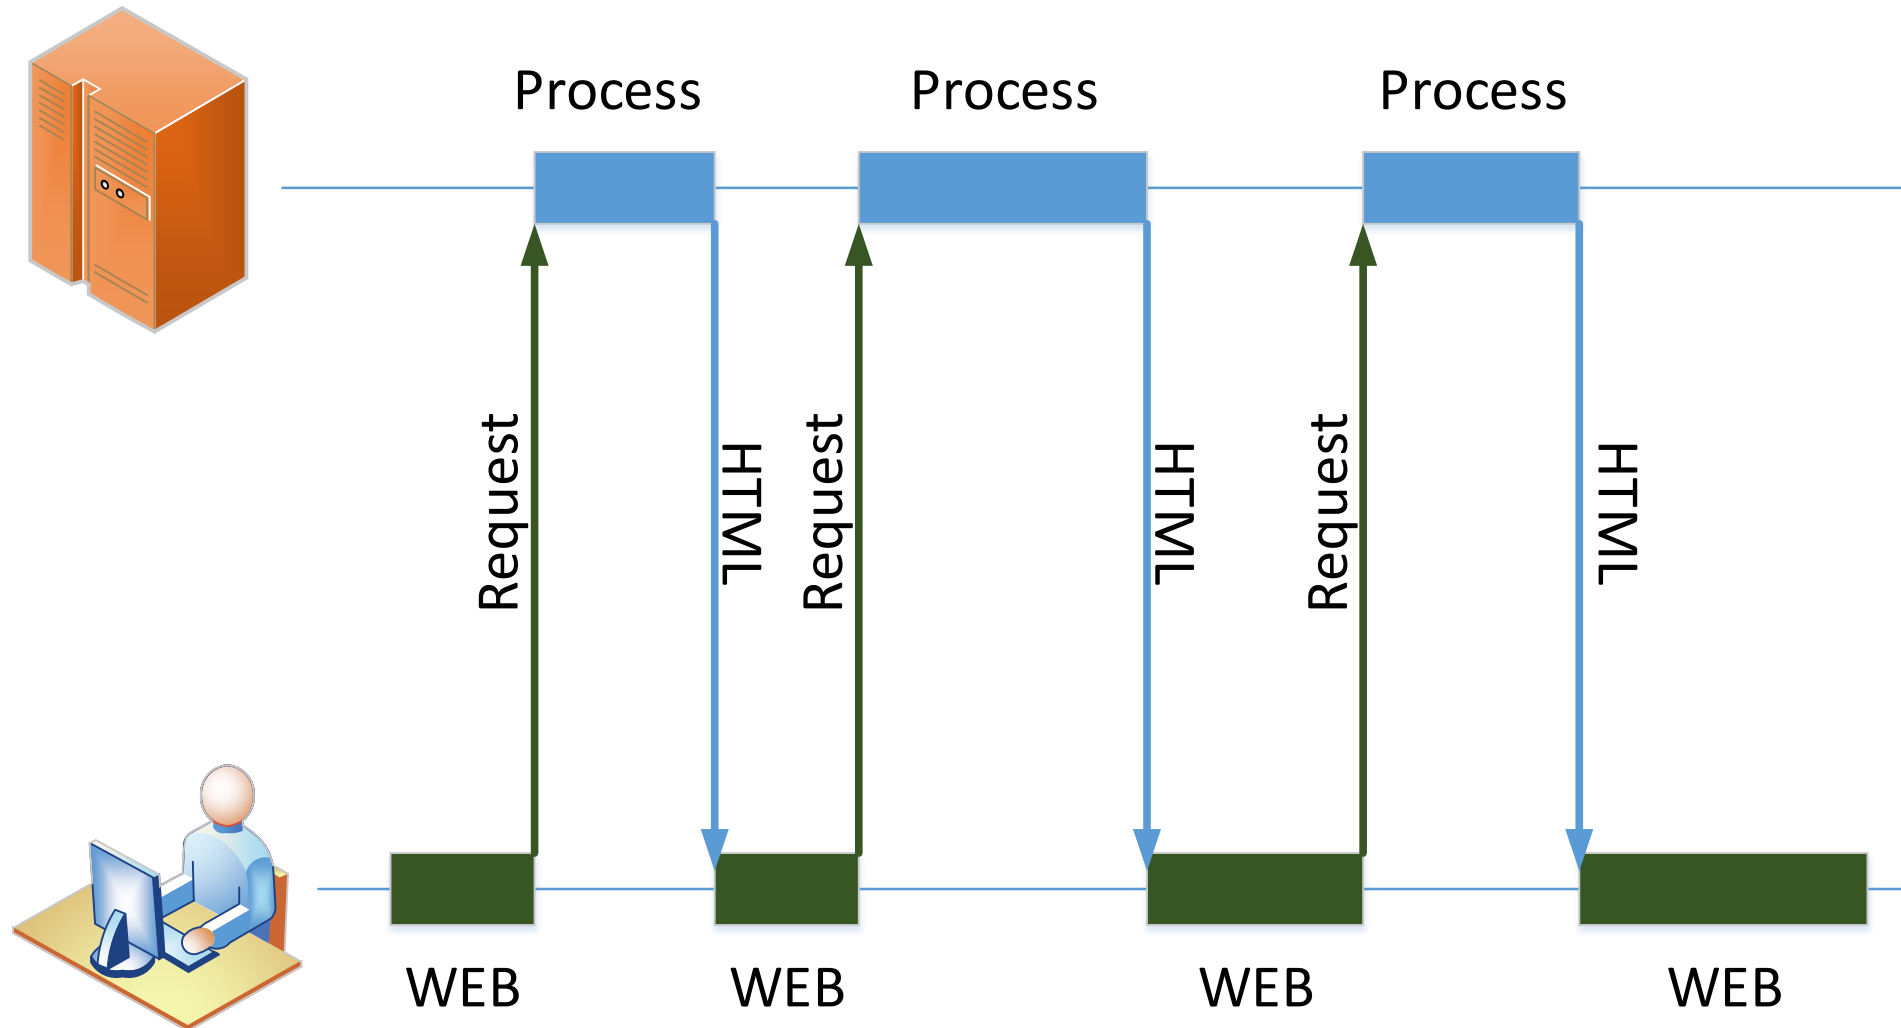 Process
Process
Process
Request
HTML
Request
HTML
Request
HTML
WEB
WEB
WEB
WEB